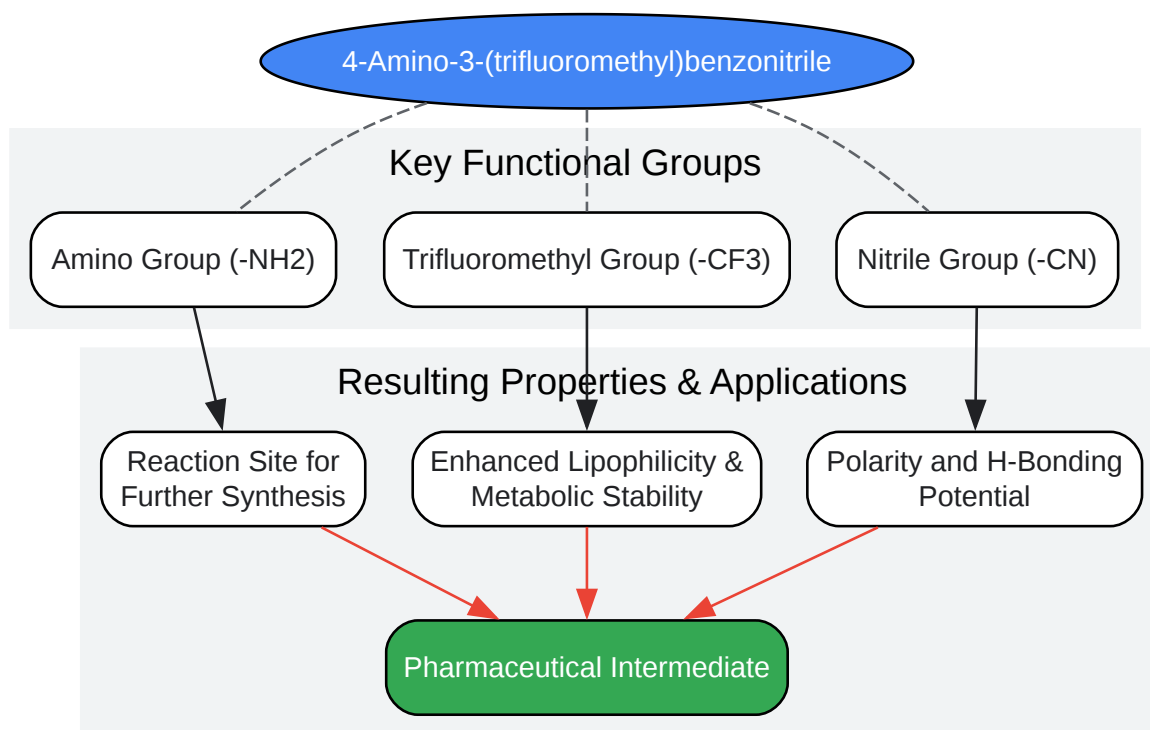 4-Amino-3-(trifluoromethyl)benzonitrile
Key Functional Groups
Amino Group (-NH2)
Trifluoromethyl Group (-CF3)
Nitrile Group (-CN)
Resulting Properties & Applications
Reaction Site for
Further Synthesis
Enhanced Lipophilicity &
Metabolic Stability
Polarity and H-Bonding
Potential
Pharmaceutical Intermediate